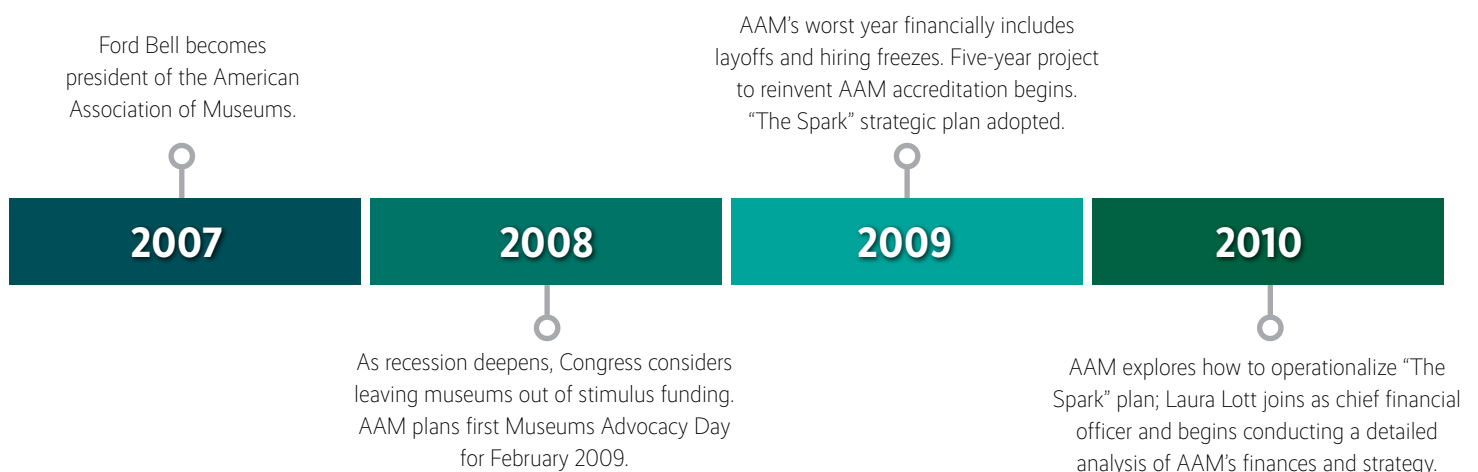 Ford Bell becomes
president of the American
Association of Museums.
AAM’s worst year financially includes
layoffs and hiring freezes. Five-year project
to reinvent AAM accreditation begins.
“The Spark” strategic plan adopted.
2007
2008
2009
2010
As recession deepens, Congress considers
leaving museums out of stimulus funding.
AAM plans first Museums Advocacy Day
for February 2009.
AAM explores how to operationalize “The
Spark” plan; Laura Lott joins as chief financial
officer and begins conducting a detailed
analysis of AAM’s finances and strategy.